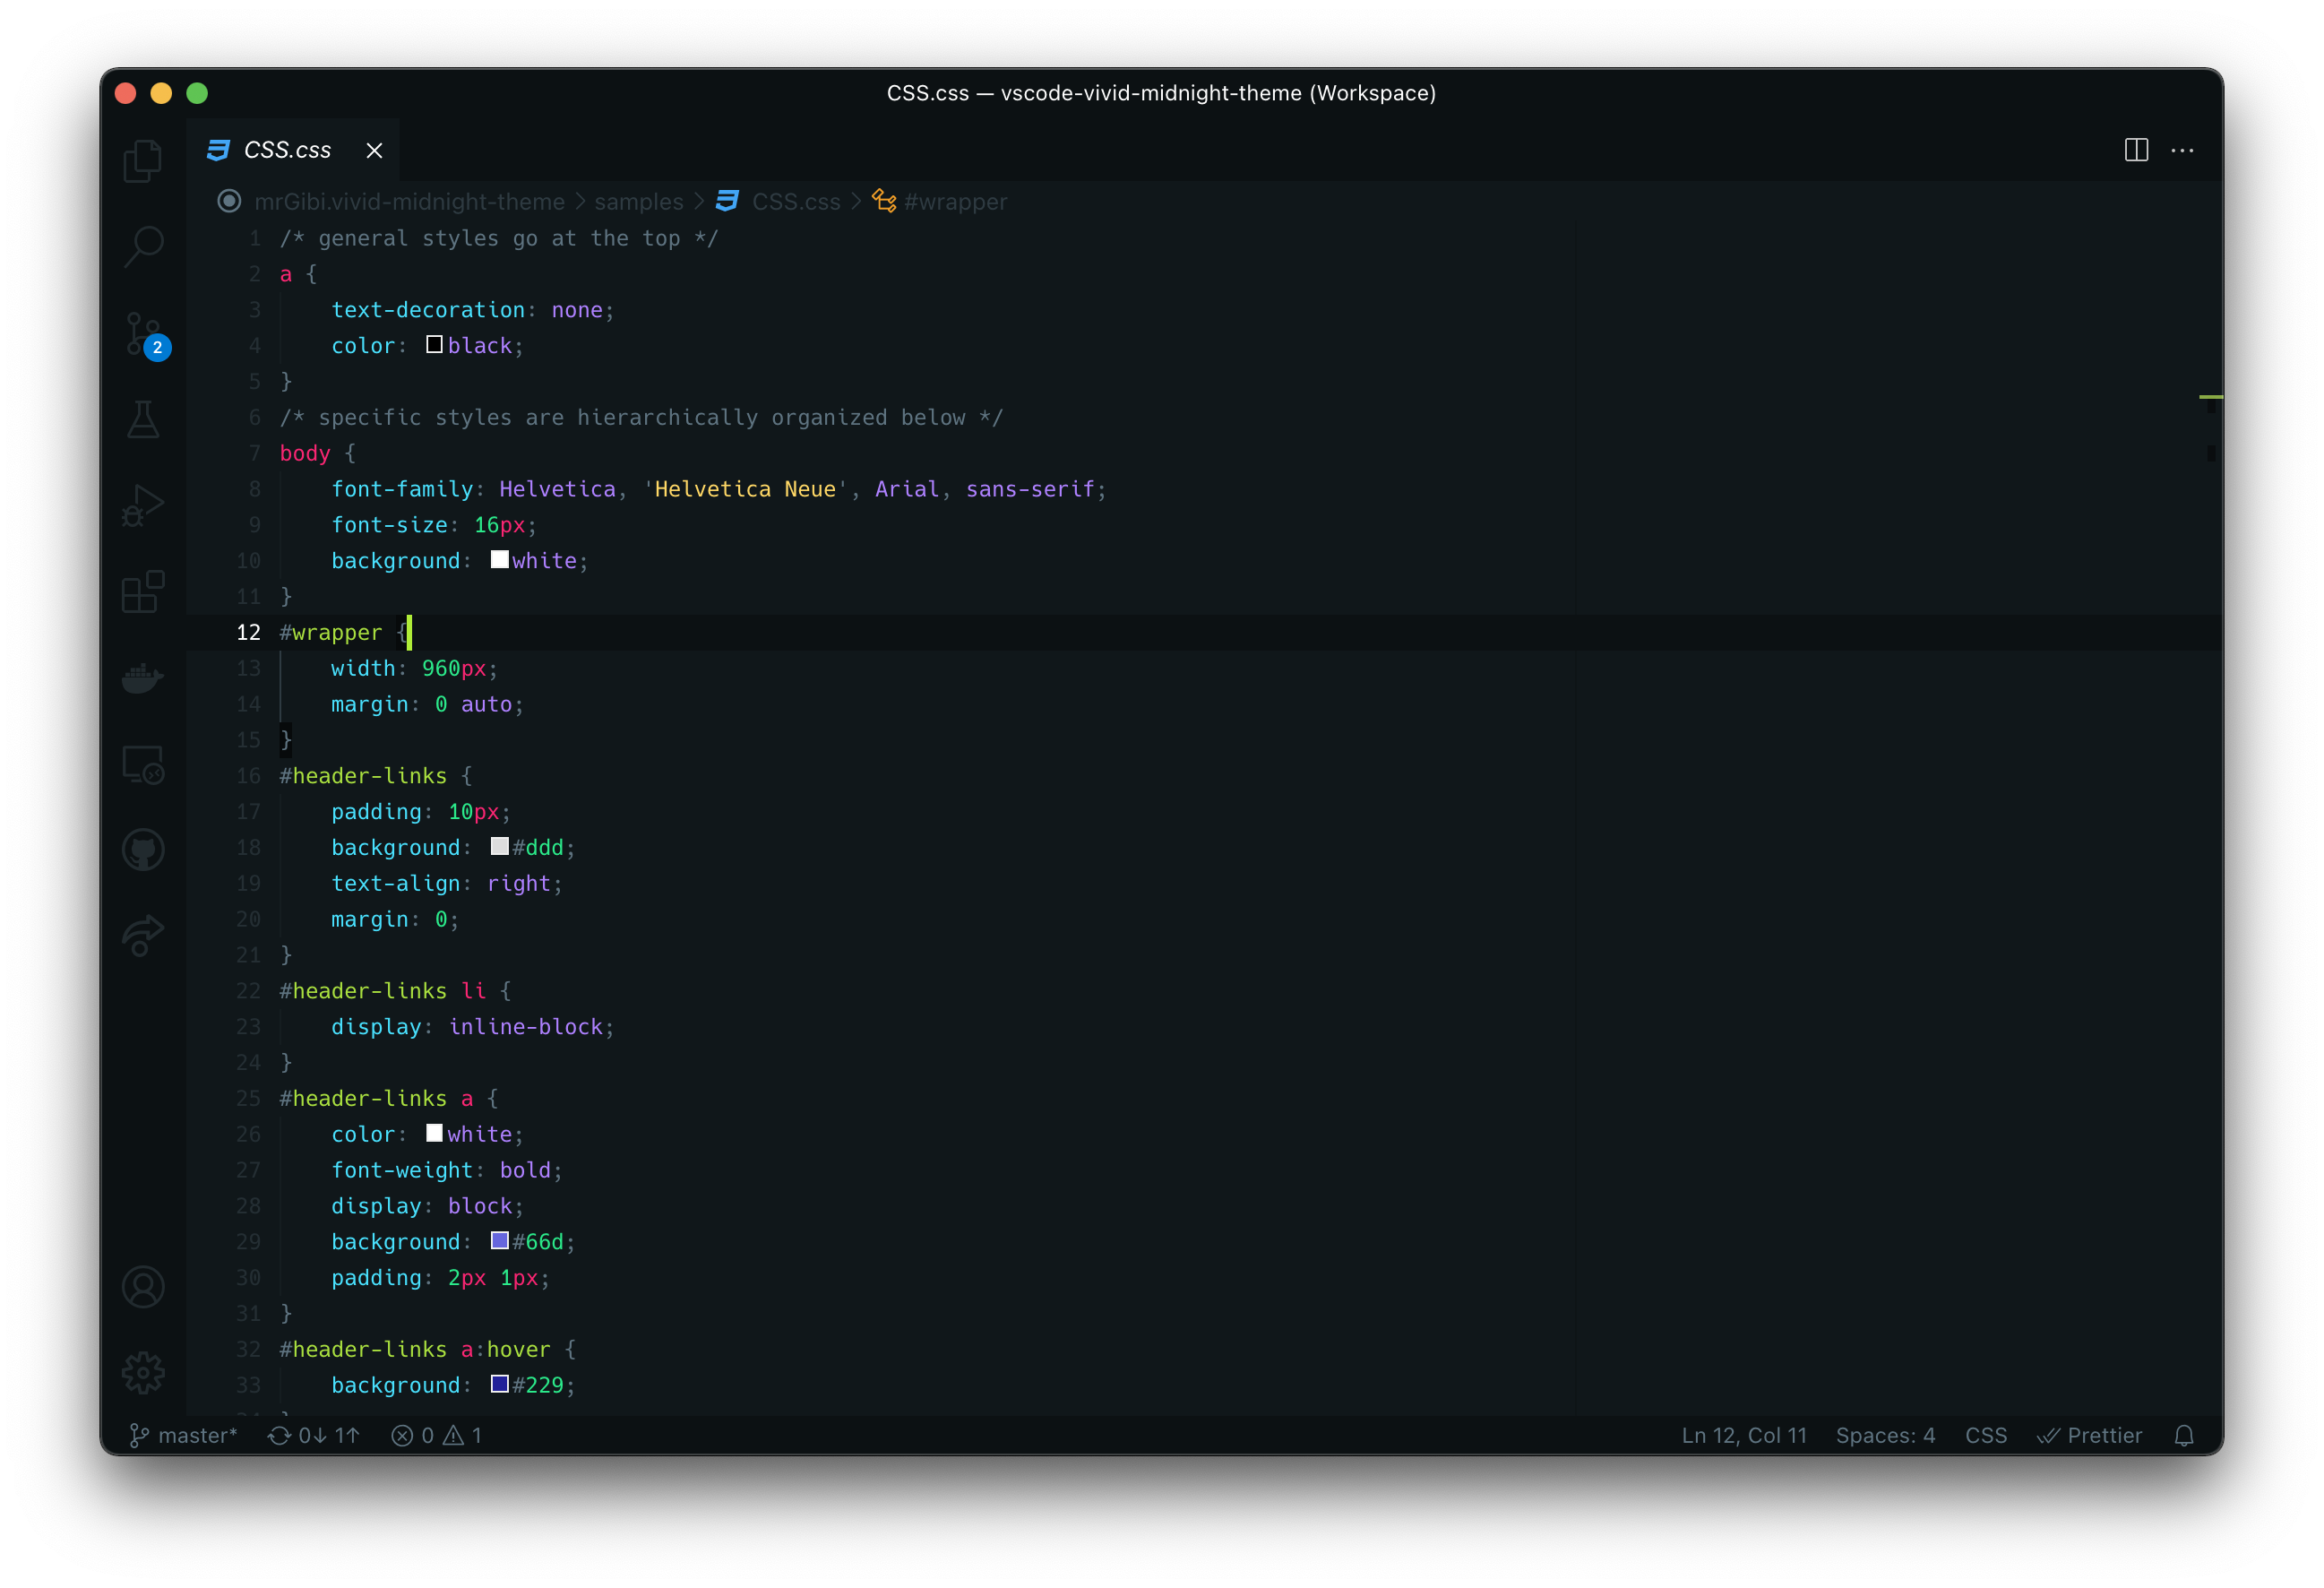 CSS.css — vscode-vivid-midnight-theme (Workspace)
CSS.css
mrGibi.vivid-midnight-theme > samples > CSS.css > #wrapper
2
1 /* general styles go at the top */
2 a {
3     text-decoration: none;
4     color: black;
5 }
6 /* specific styles are hierarchically organized below */
7 body {
8     font-family: Helvetica, 'Helvetica Neue', Arial, sans-serif;
9     font-size: 16px;
10     background: white;
11 }
12 #wrapper {
13     width: 960px;
14     margin: 0 auto;
15 }
16 #header-links {
17     padding: 10px;
18     background: #ddd;
19     text-align: right;
20     margin: 0;
21 }
22 #header-links li {
23     display: inline-block;
24 }
25 #header-links a {
26     color: white;
27     font-weight: bold;
28     display: block;
29     background: #66d;
30     padding: 2px 1px;
31 }
32 #header-links a:hover {
33     background: #229;
master* 0↓ 1↑ 0 1 Ln 12, Col 11 Spaces: 4 CSS Prettier